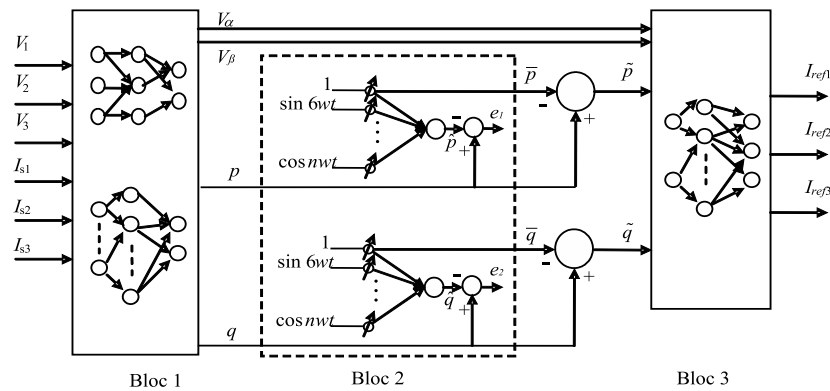 Vα
Vβ
V1
V2
V3
Is1
Is2
Is3
1
sin 6wt
⋮
cos nwt
p̂
-
+
e1
p̄
-
+
p̃
p
1
sin 6wt
⋮
cos nwt
q̂
-
+
e2
q̄
-
+
q̃
q
Iref1
Iref2
Iref3
Bloc 1
Bloc 2
Bloc 3